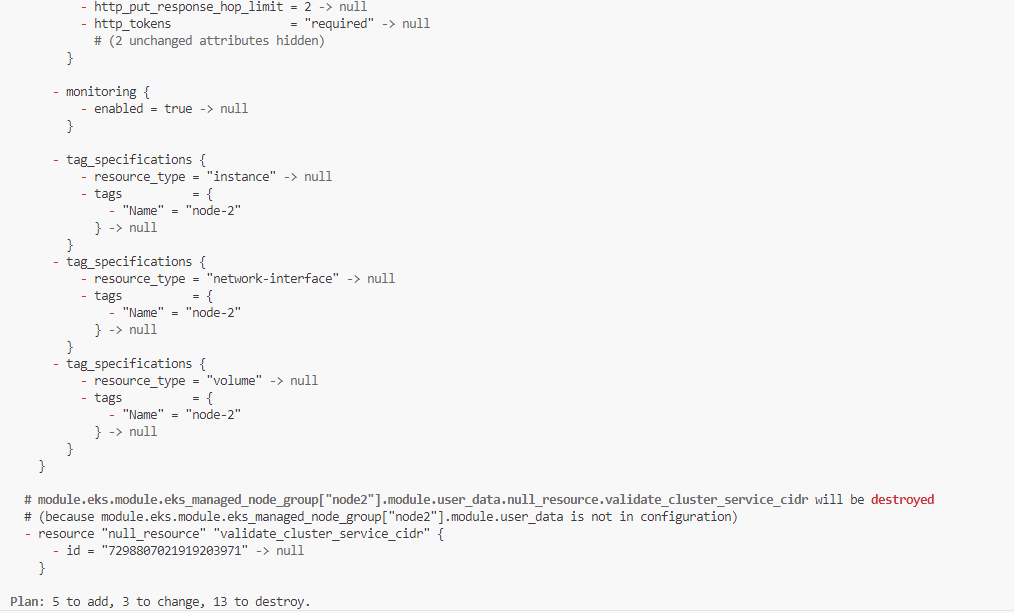 - http_put_response_hop_limit = 2 -> null
- http_tokens                 = "required" -> null
# (2 unchanged attributes hidden)
}
- monitoring {
- enabled = true -> null
}
- tag_specifications {
- resource_type = "instance" -> null
- tags          = {
- "Name" = "node-2"
} -> null
}
- tag_specifications {
- resource_type = "network-interface" -> null
- tags          = {
- "Name" = "node-2"
} -> null
}
- tag_specifications {
- resource_type = "volume" -> null
- tags          = {
- "Name" = "node-2"
} -> null
}
}
# module.eks.module.eks_managed_node_group["node2"].module.user_data.null_resource.validate_cluster_service_cidr will be destroyed
# (because module.eks.module.eks_managed_node_group["node2"].module.user_data is not in configuration)
- resource "null_resource" "validate_cluster_service_cidr" {
- id = "7298807021919203971" -> null
}
Plan: 5 to add, 3 to change, 13 to destroy.